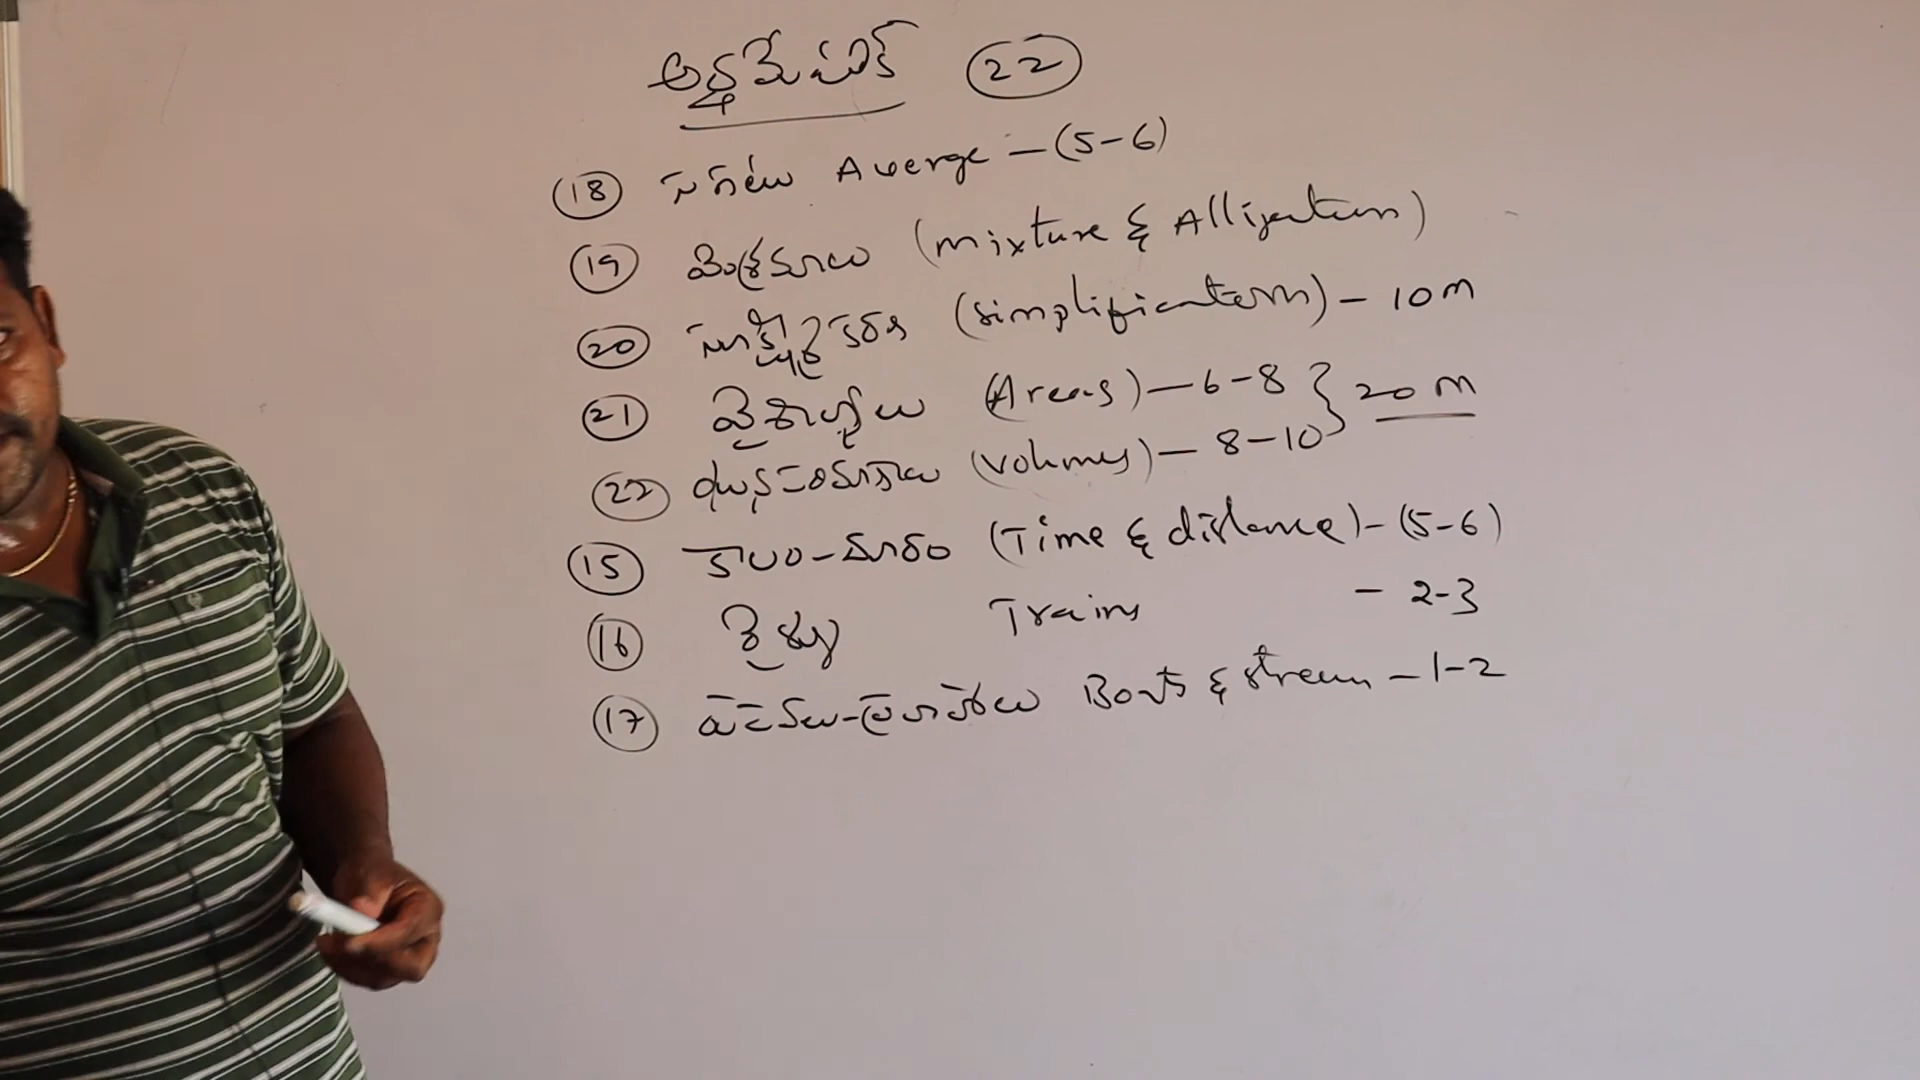 అర్థమేటిక్ 22
18 సగటు Averge - (5-6)
19 మిశ్రమాలు (mixture & Alligation)
20 సూక్ష్మీకరణ (simplification) - 10 m
21 వైశాల్యాలు (Areas) - 6-8 } 20 m
22 ఘనపరిమాణాలు (volumes) - 8-10
15 కాలం-దూరం (Time & distance) - (5-6)
16 రైళ్ళు Trains - 2-3
17 పడవలు-ప్రవాహాలు Boats & stream - 1-2